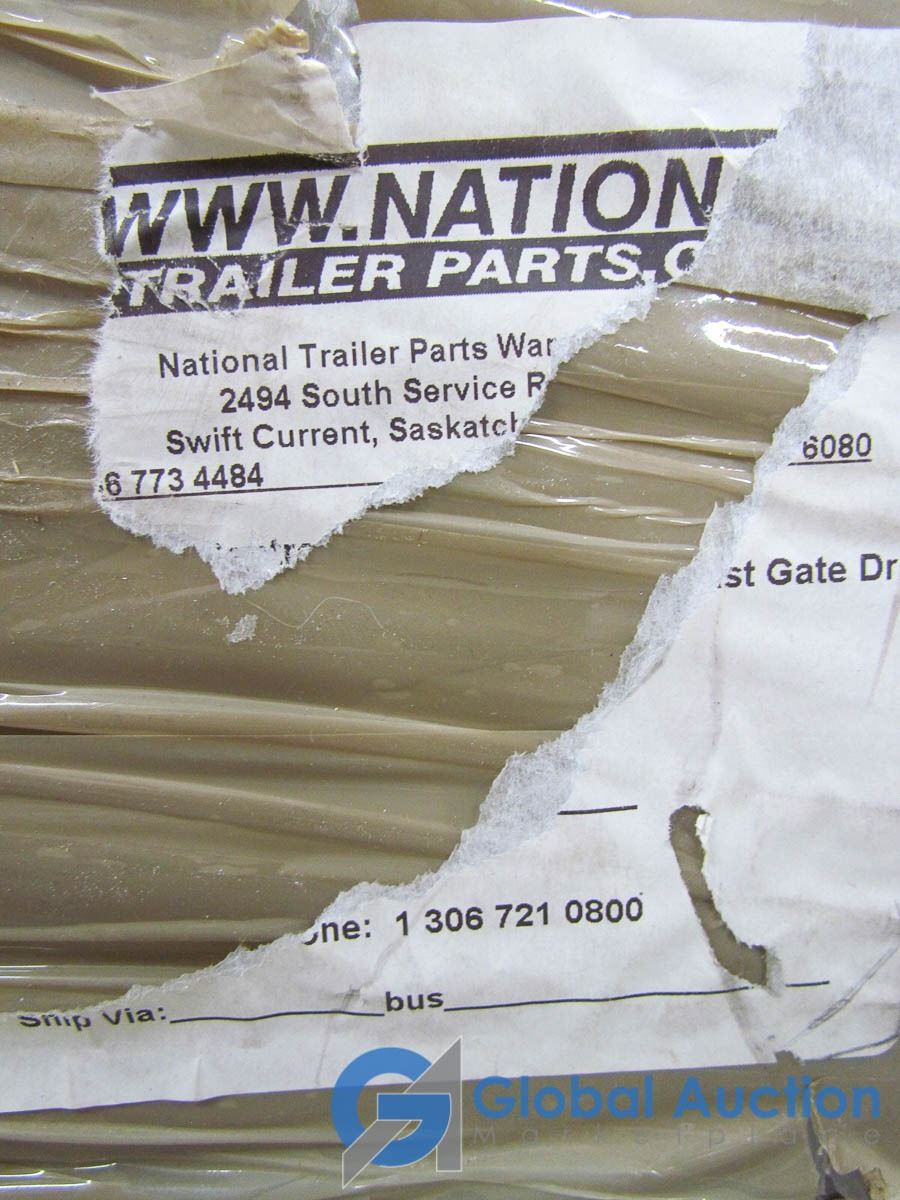 WWW.NATION
TRAILER PARTS.C
National Trailer Parts War
2494 South Service R
Swift Current, Saskatch
6 773 4484
6080
st Gate Dr
one: 1 306 721 0800
Ship Via: bus
Global Auction
Marketplace